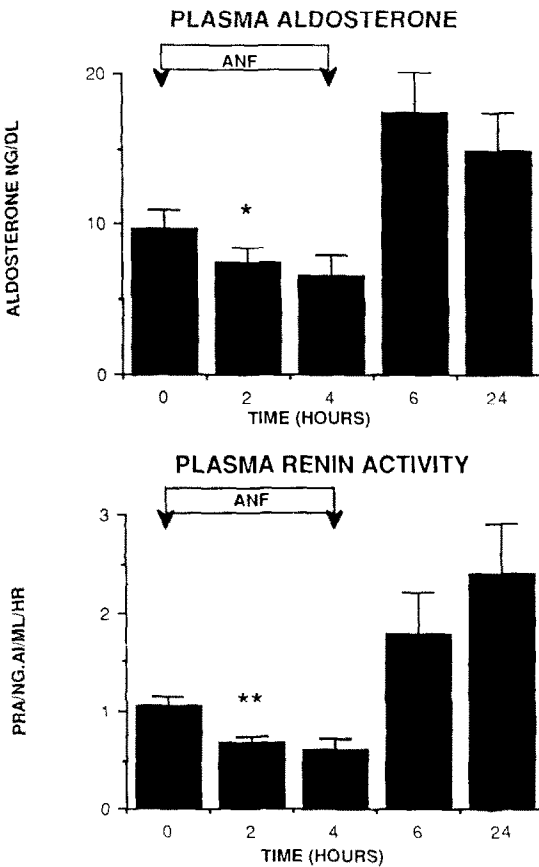 PLASMA ALDOSTERONE
ANF
20
10
0
ALDOSTERONE NG/DL
*
0 2 4 6 24
TIME (HOURS)
PLASMA RENIN ACTIVITY
ANF
3
2
1
0
PRA/NG.AI/ML/HR
**
0 2 4 6 24
TIME (HOURS)